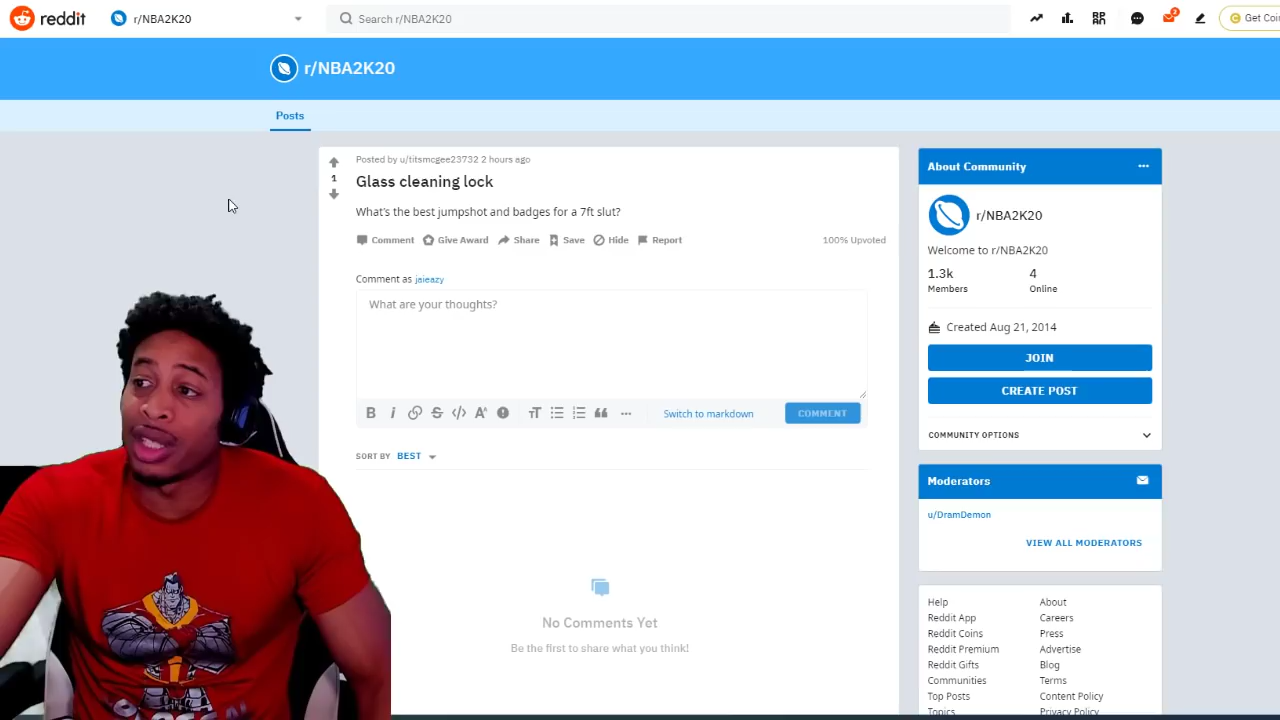 reddit
r/NBA2K20
Search r/NBA2K20
2
Get Coi
r/NBA2K20
Posts
Posted by u/titsmcgee23732 2 hours ago
1
Glass cleaning lock
What's the best jumpshot and badges for a 7ft slut?
Comment Give Award Share Save Hide Report 100% Upvoted
Comment as jaieazy
What are your thoughts?
B i Switch to markdown COMMENT
SORT BY BEST
No Comments Yet
Be the first to share what you think!
About Community
r/NBA2K20
Welcome to r/NBA2K20
1.3k 4
Members Online
Created Aug 21, 2014
JOIN
CREATE POST
COMMUNITY OPTIONS
Moderators
u/DramDemon
VIEW ALL MODERATORS
Help About
Reddit App Careers
Reddit Coins Press
Reddit Premium Advertise
Reddit Gifts Blog
Communities Terms
Top Posts Content Policy
Topics Privacy Policy